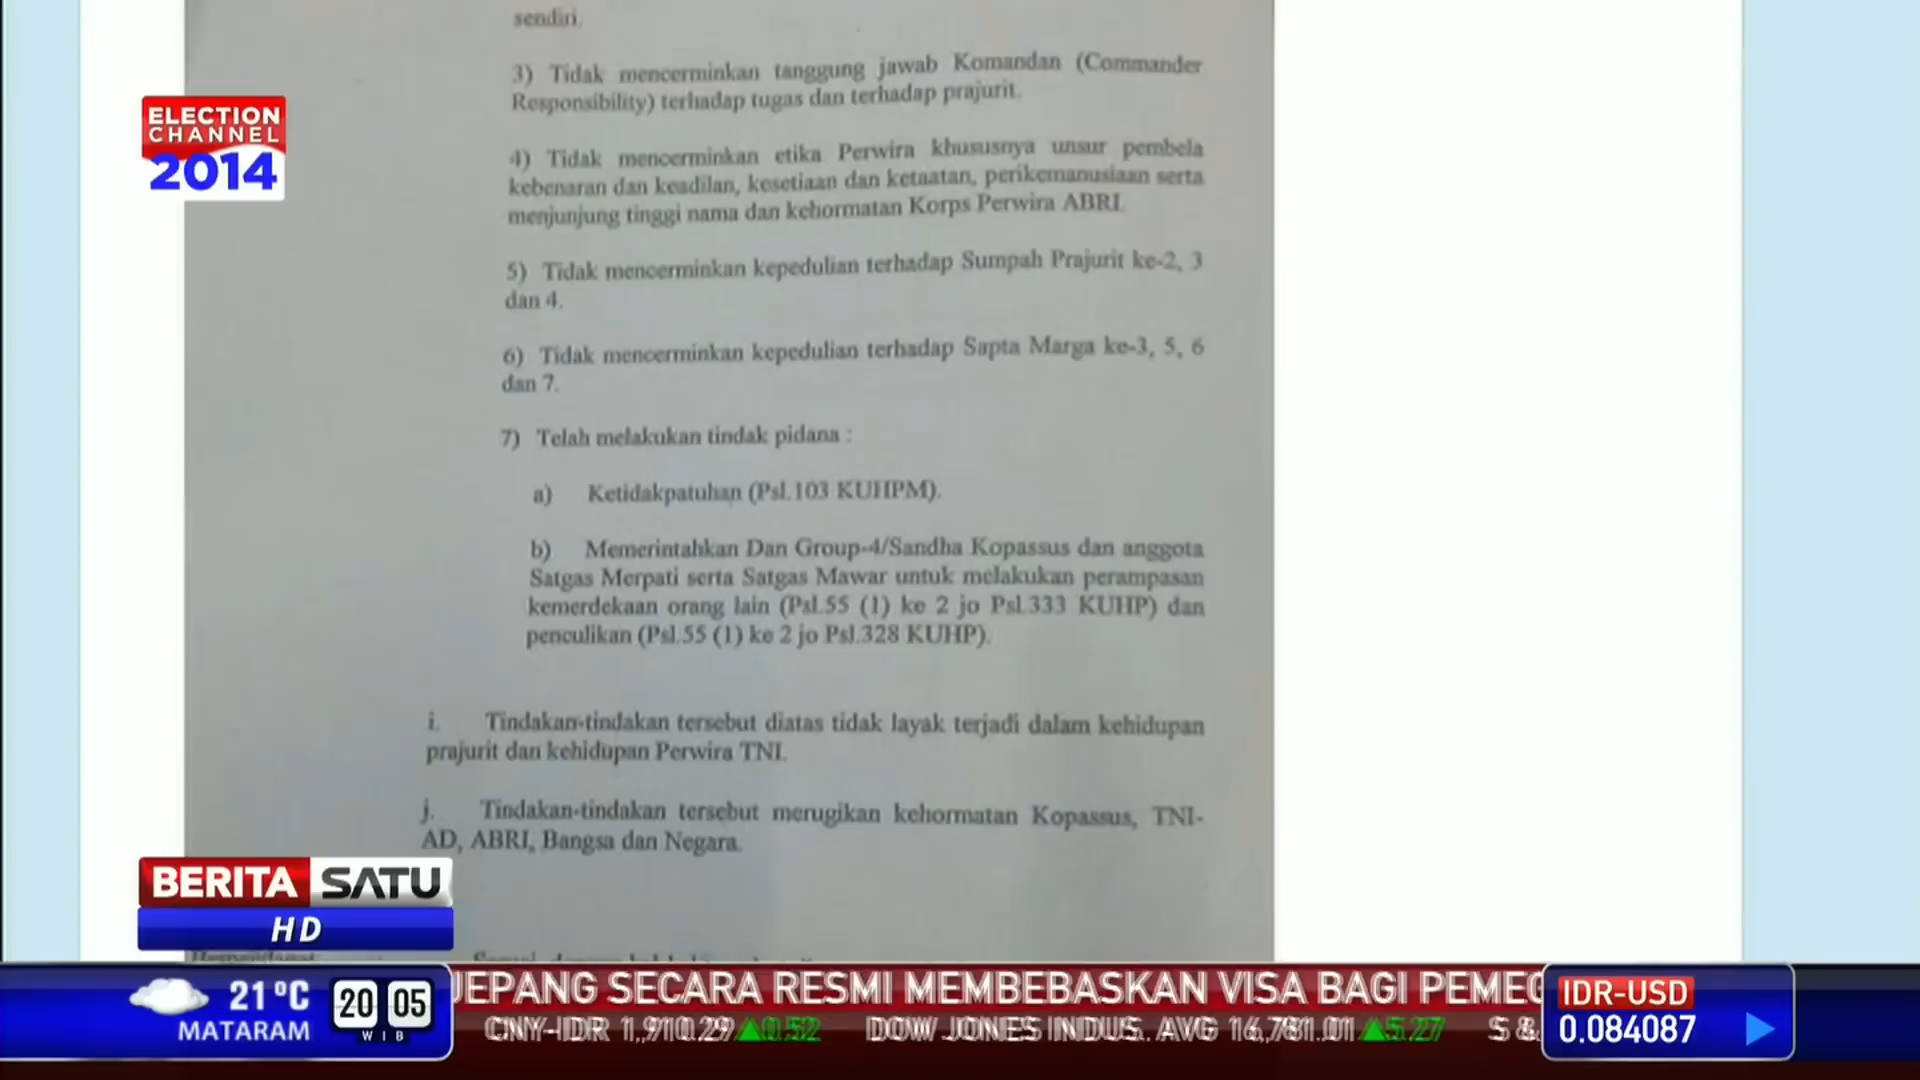 sendiri.
3) Tidak mencerminkan tanggung jawab Komandan (Commander
Responsibility) terhadap tugas dan terhadap prajurit.
4) Tidak mencerminkan etika Perwira khususnya unsur pembela
kebenaran dan keadilan, kesetiaan dan ketaatan, perikemanusiaan serta
menjunjung tinggi nama dan kehormatan Korps Perwira ABRI.
5) Tidak mencerminkan kepedulian terhadap Sumpah Prajurit ke-2, 3
dan 4.
6) Tidak mencerminkan kepedulian terhadap Sapta Marga ke-3, 5, 6
dan 7.
7) Telah melakukan tindak pidana :
a) Ketidakpatuhan (Psl.103 KUHPM).
b) Memerintahkan Dan Group-4/Sandha Kopassus dan anggota
Satgas Merpati serta Satgas Mawar untuk melakukan perampasan
kemerdekaan orang lain (Psl.55 (1) ke 2 jo Psl.333 KUHP) dan
penculikan (Psl.55 (1) ke 2 jo Psl.328 KUHP).
i. Tindakan-tindakan tersebut diatas tidak layak terjadi dalam kehidupan
prajurit dan kehidupan Perwira TNI.
j. Tindakan-tindakan tersebut merugikan kehormatan Kopassus, TNI-
AD, ABRI, Bangsa dan Negara.
ELECTION
CHANNEL
2014
BERITA SATU
HD
21°C
MATARAM
20 05
WIB
JEPANG SECARA RESMI MEMBEBASKAN VISA BAGI PEMEG
CNY-IDR 1,910.29 ▲0.52 DOW JONES INDUS. AVG 16,781.01 ▲5.27 S &
IDR-USD
0.084087